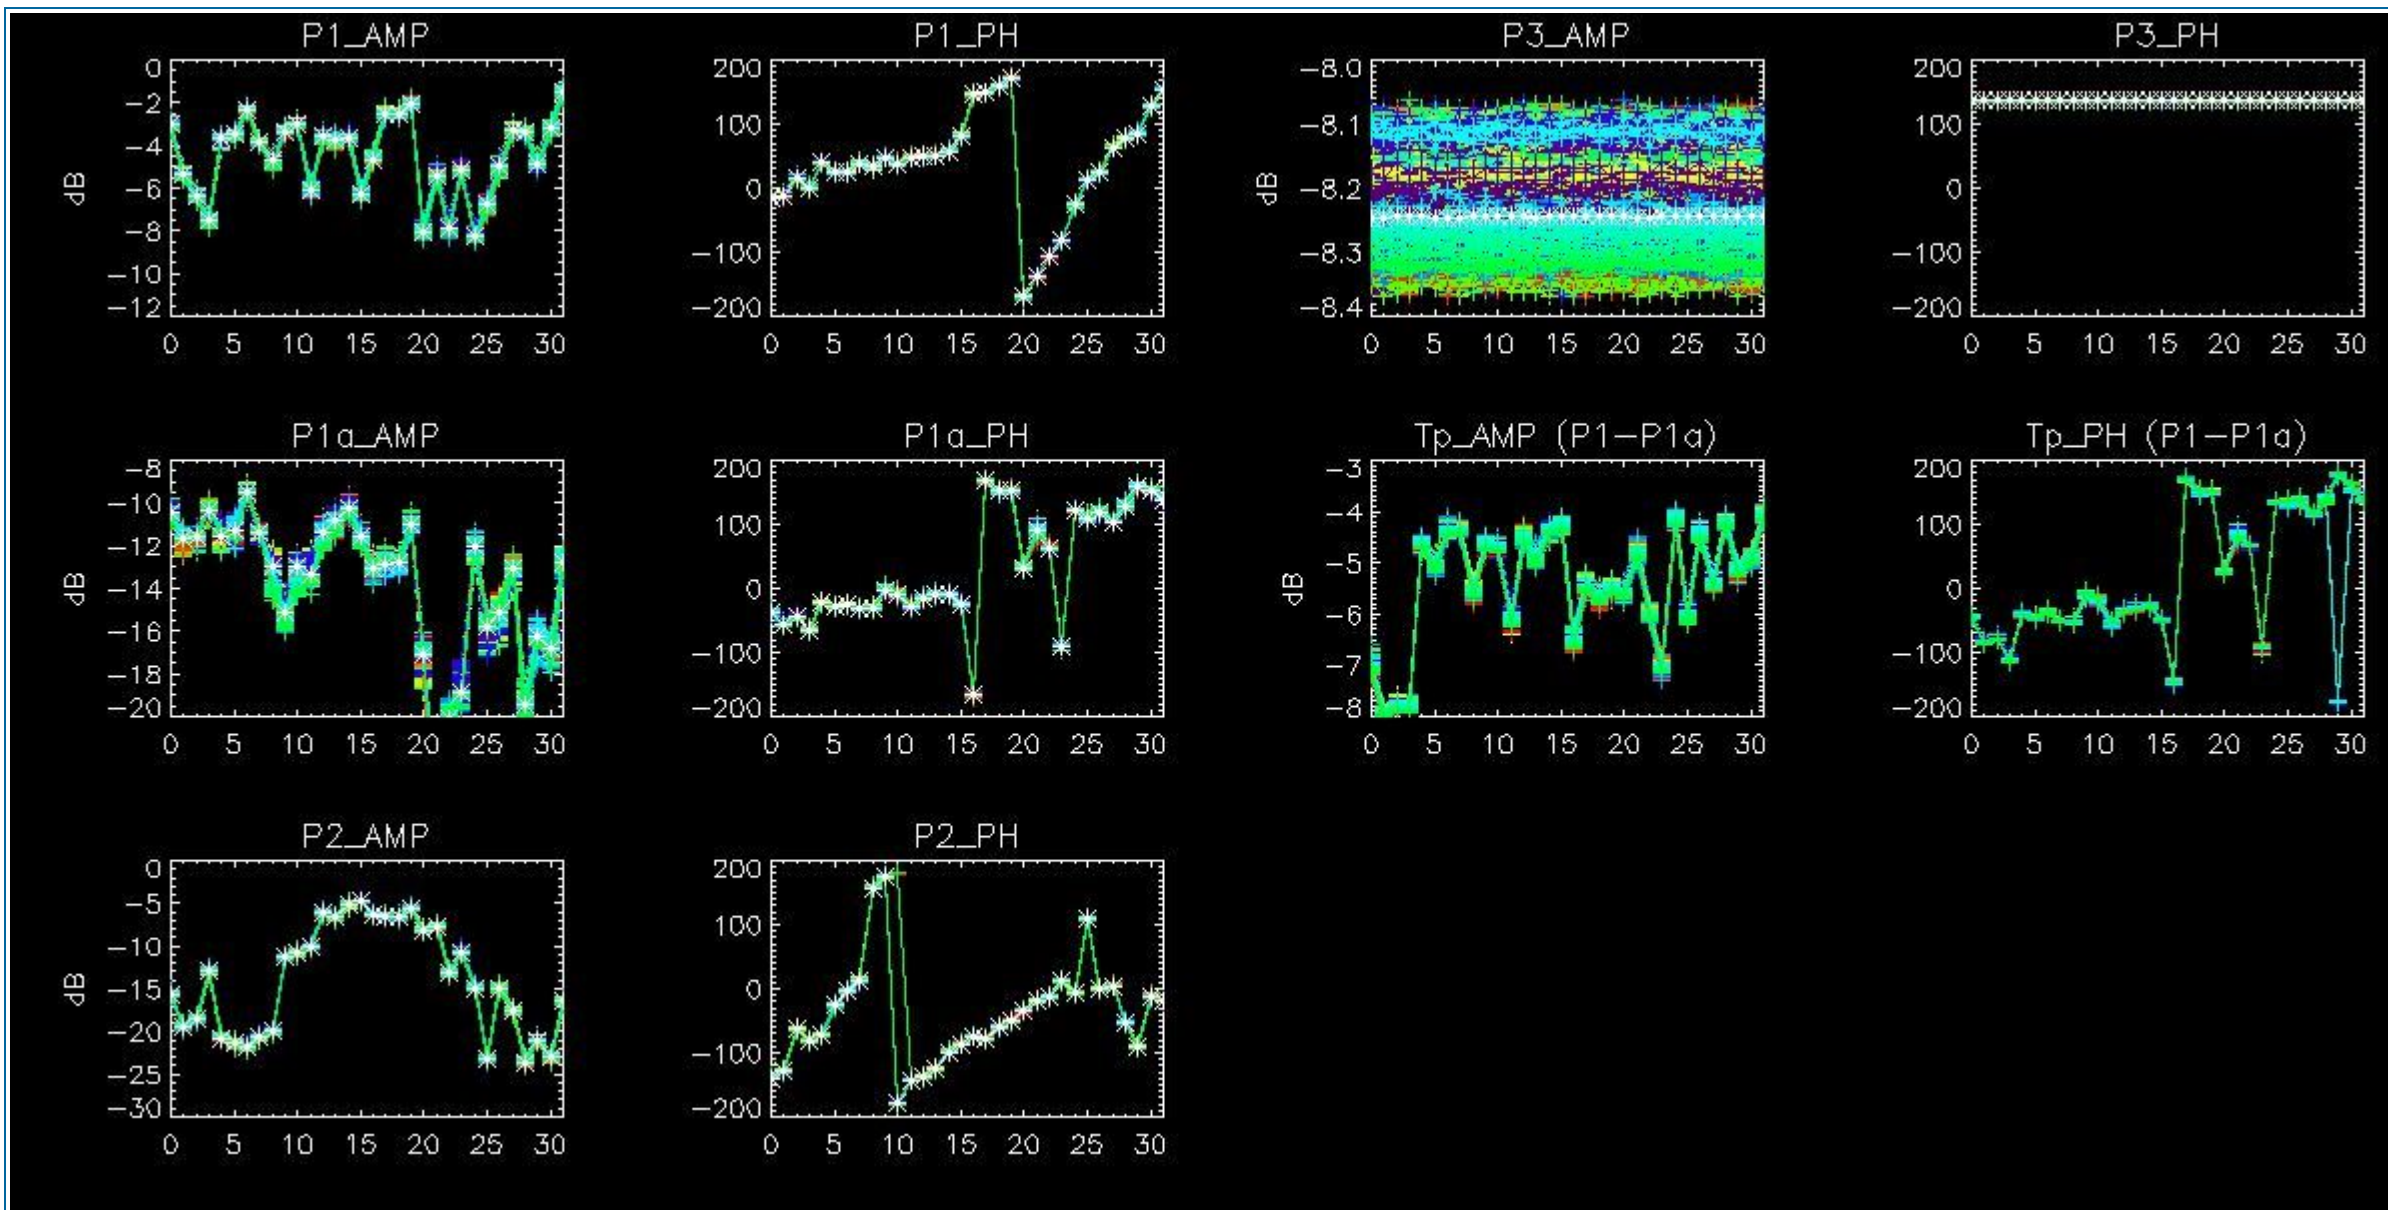 P1_AMP
P1_PH
P3_AMP
P3_PH
0
−2
−4
−6
−8
−10
−12
dB
0 5 10 15 20 25 30
200
100
0
−100
−200
0 5 10 15 20 25 30
−8.0
−8.1
−8.2
−8.3
−8.4
dB
0 5 10 15 20 25 30
200
100
0
−100
−200
0 5 10 15 20 25 30
P1a_AMP
P1a_PH
Tp_AMP (P1−P1a)
Tp_PH (P1−P1a)
−8
−10
−12
−14
−16
−18
−20
dB
0 5 10 15 20 25 30
200
100
0
−100
−200
0 5 10 15 20 25 30
−3
−4
−5
−6
−7
−8
dB
0 5 10 15 20 25 30
200
100
0
−100
−200
0 5 10 15 20 25 30
P2_AMP
P2_PH
0
−5
−10
−15
−20
−25
−30
dB
0 5 10 15 20 25 30
200
100
0
−100
−200
0 5 10 15 20 25 30